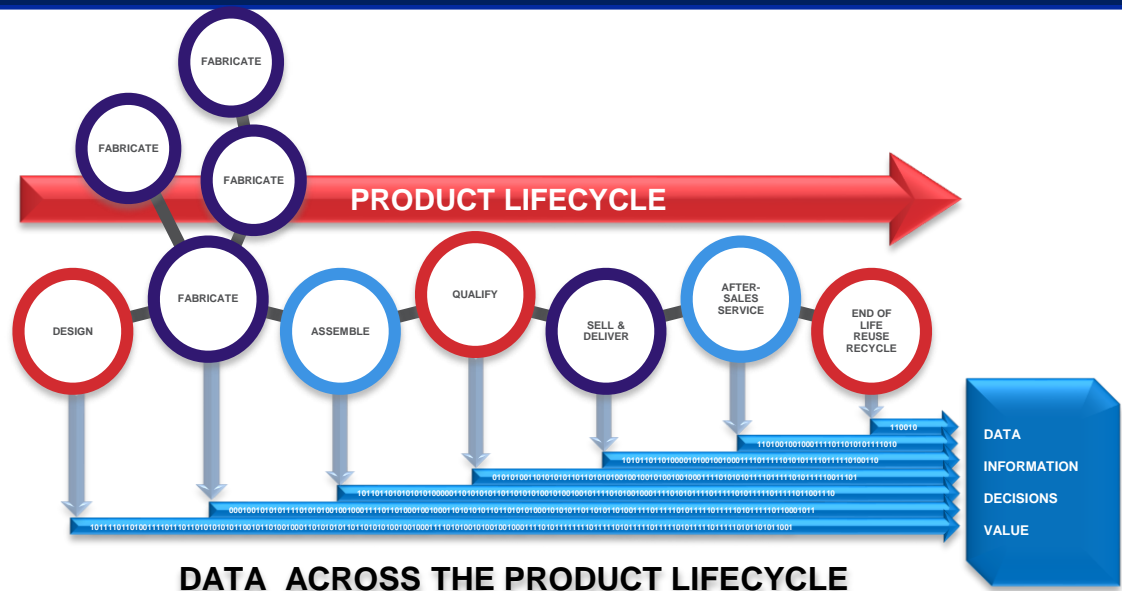 FABRICATE
FABRICATE
FABRICATE
PRODUCT LIFECYCLE
DESIGN
FABRICATE
ASSEMBLE
QUALIFY
SELL &
DELIVER
AFTER-
SALES
SERVICE
END OF
LIFE
REUSE
RECYCLE
110010
DATA
INFORMATION
DECISIONS
VALUE
DATA ACROSS THE PRODUCT LIFECYCLE